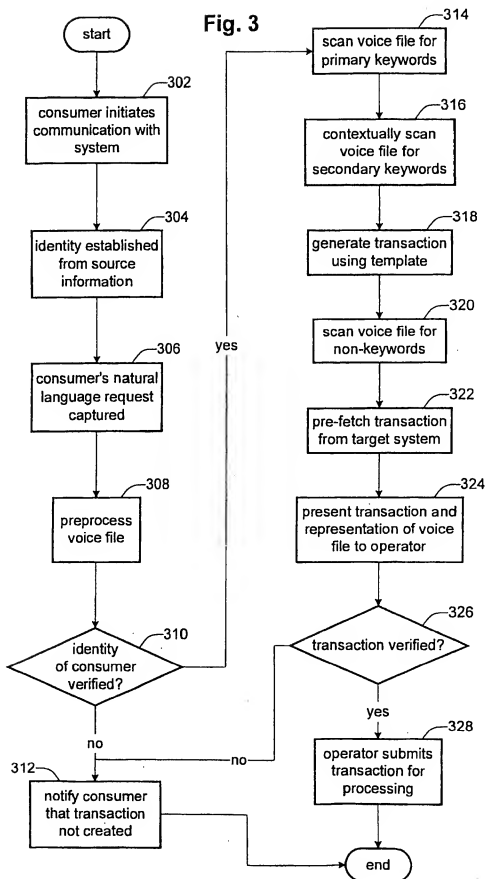 Fig. 3
start
302
consumer initiates
communication with
system
304
identity established
from source
information
306
consumer's natural
language request
captured
308
preprocess
voice file
310
identity
of consumer
verified?
yes
no
312
notify consumer
that transaction
not created
314
scan voice file for
primary keywords
316
contextually scan
voice file for
secondary keywords
318
generate transaction
using template
320
scan voice file for
non-keywords
322
pre-fetch transaction
from target system
324
present transaction and
representation of voice
file to operator
326
transaction verified?
no
yes
328
operator submits
transaction for
processing
end